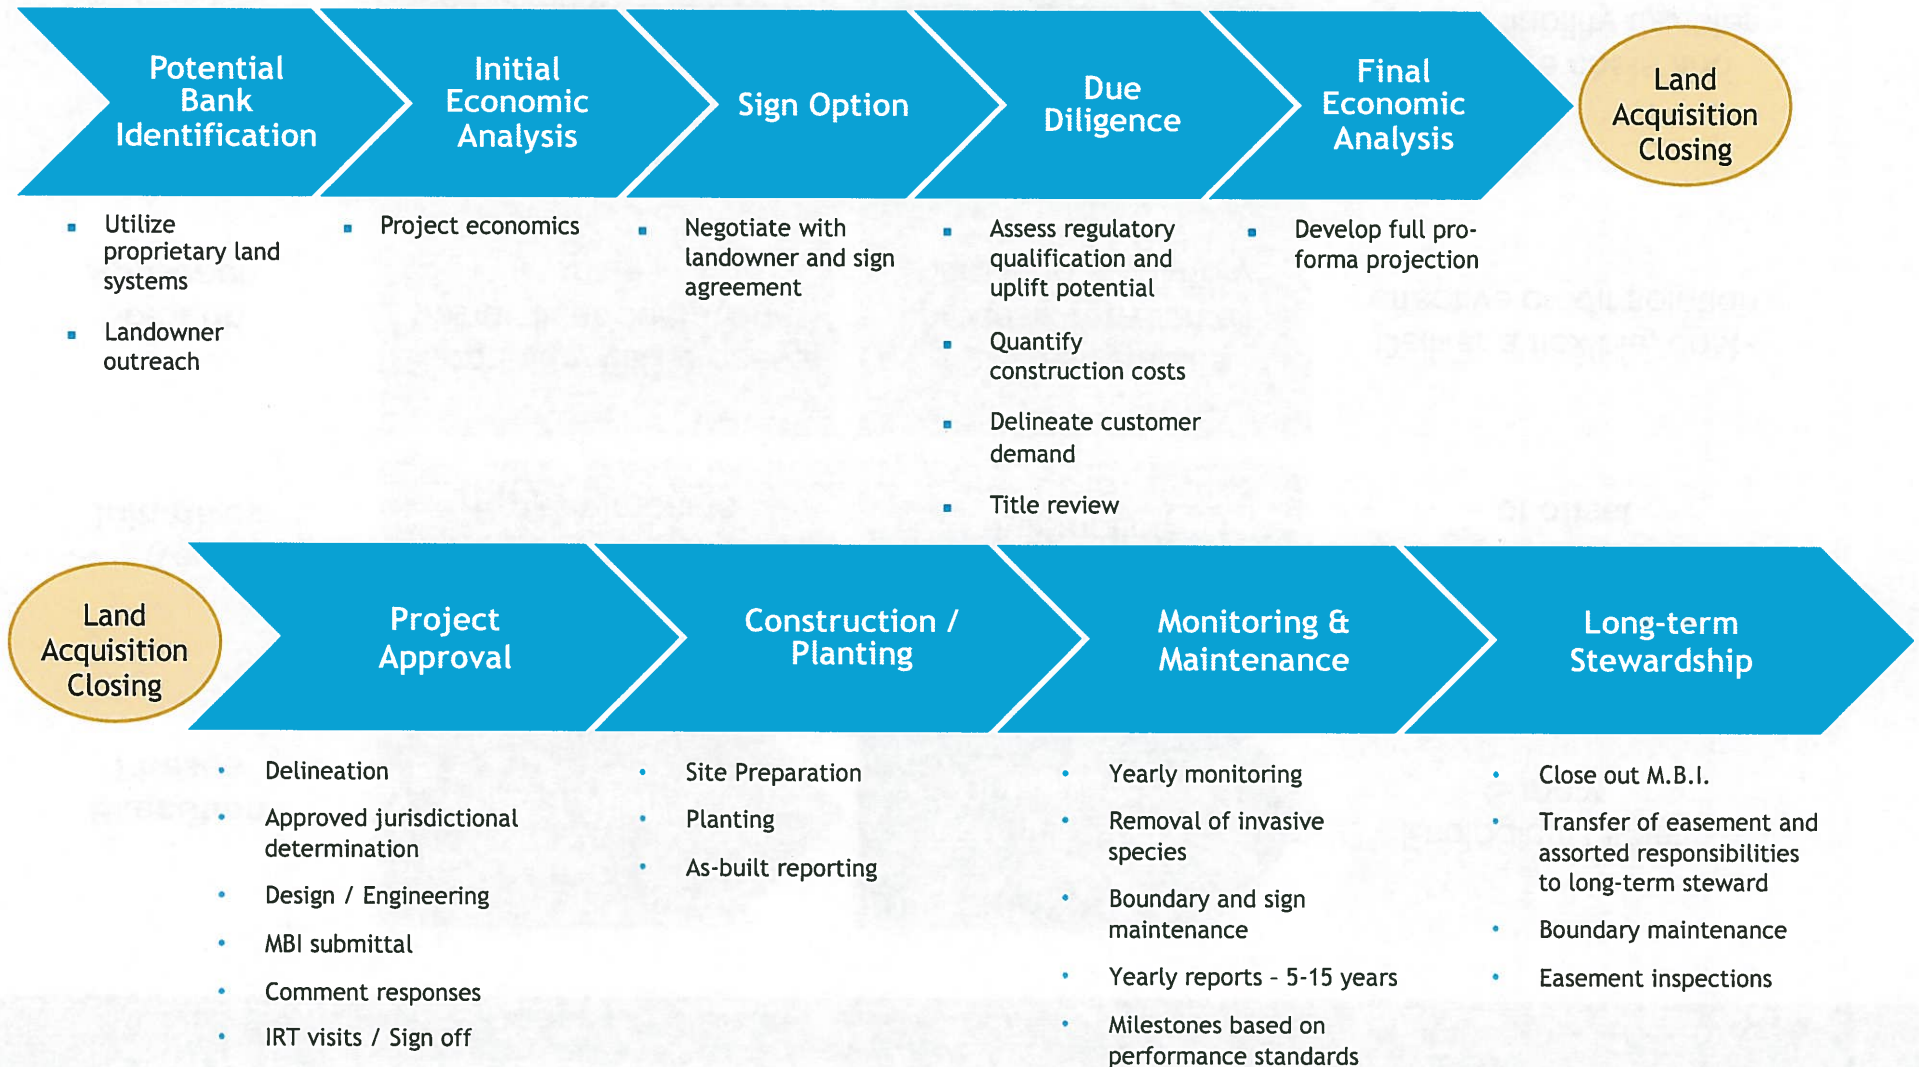 Potential
Bank
Identification
Initial
Economic
Analysis
Sign Option
Due
Diligence
Final
Economic
Analysis
Land
Acquisition
Closing
Utilize
proprietary land
systems
Landowner
outreach
Project economics
Negotiate with
landowner and sign
agreement
Assess regulatory
qualification and
uplift potential
Quantify
construction costs
Delineate customer
demand
Title review
Develop full pro-
forma projection
Land
Acquisition
Closing
Project
Approval
Construction /
Planting
Monitoring &
Maintenance
Long-term
Stewardship
Delineation
Approved jurisdictional
determination
Design / Engineering
MBI submittal
Comment responses
IRT visits / Sign off
Site Preparation
Planting
As-built reporting
Yearly monitoring
Removal of invasive
species
Boundary and sign
maintenance
Yearly reports – 5-15 years
Milestones based on
performance standards
Close out M.B.I.
Transfer of easement and
assorted responsibilities
to long-term steward
Boundary maintenance
Easement inspections